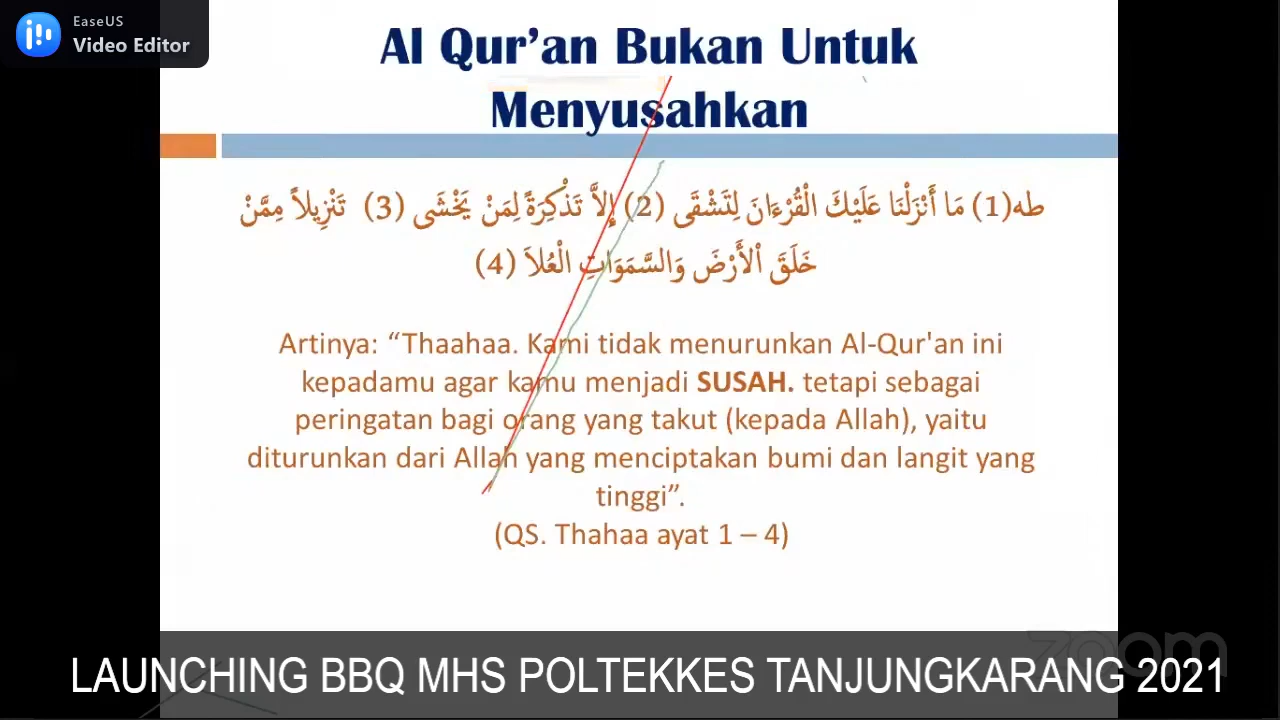 EaseUS
Video Editor
Al Qur’an Bukan Untuk
Menyusahkan
طه(1) مَا أَنْزَلْنَا عَلَيْكَ الْقُرْءَانَ لِتَشْقَى (2) إِلاَّ تَذْكِرَةً لِمَنْ يَخْشَى (3) تَنْزِيلاً مِمَّنْ
خَلَقَ اْلأَرْضَ وَالسَّمَوَاتِ الْعُلاَ (4)
Artinya: “Thaahaa. Kami tidak menurunkan Al-Qur'an ini
kepadamu agar kamu menjadi SUSAH. tetapi sebagai
peringatan bagi orang yang takut (kepada Allah), yaitu
diturunkan dari Allah yang menciptakan bumi dan langit yang
tinggi”.
(QS. Thahaa ayat 1 – 4)
zoom
LAUNCHING BBQ MHS POLTEKKES TANJUNGKARANG 2021